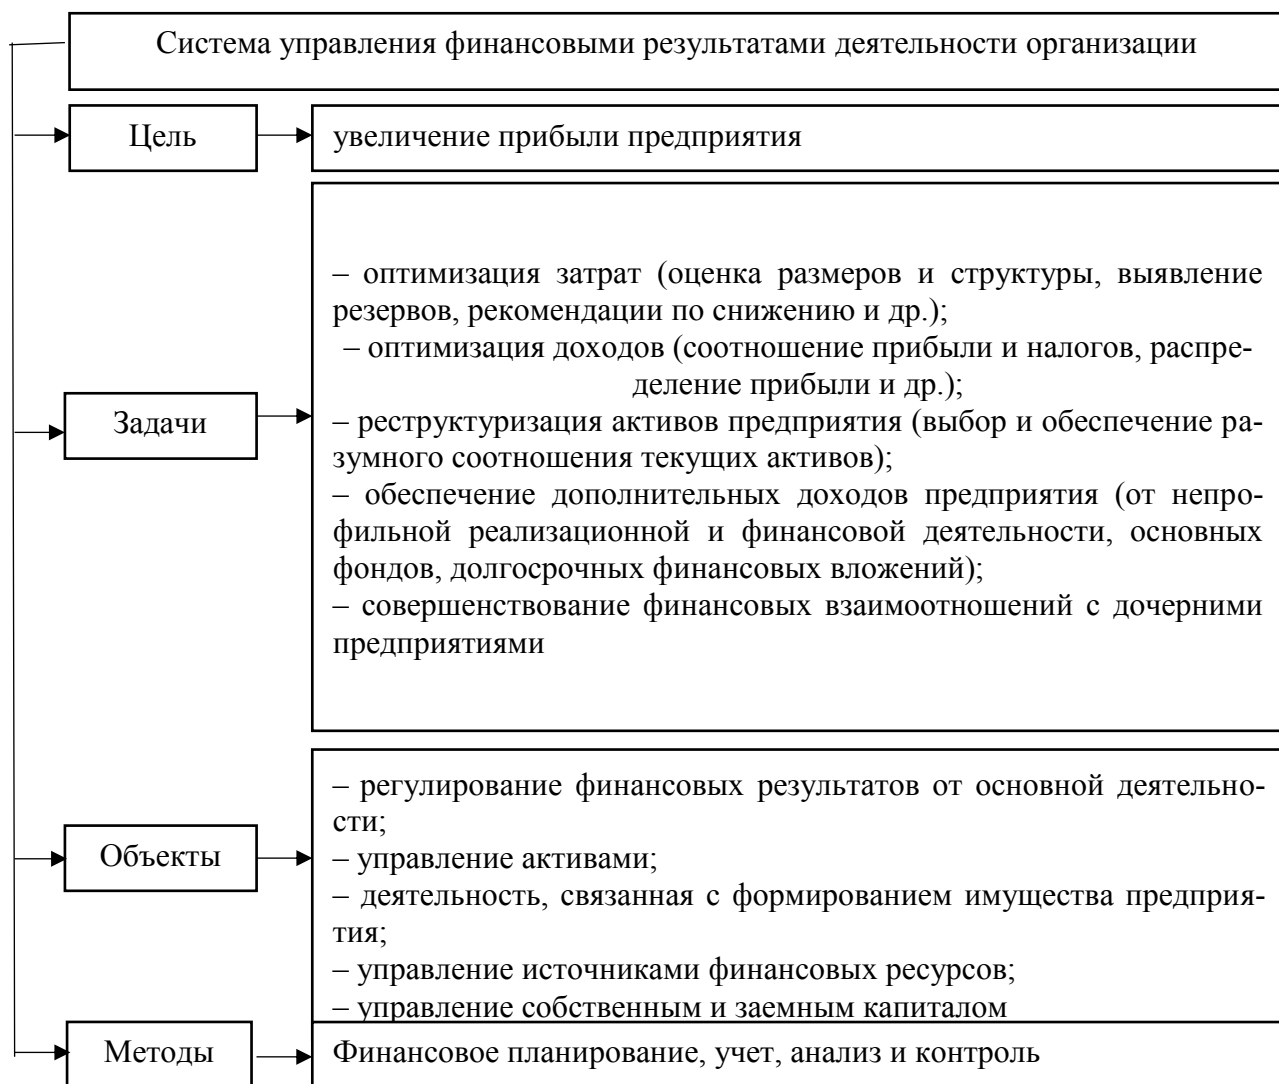 Система управления финансовыми результатами деятельности организации
Цель
увеличение прибыли предприятия
Задачи
– оптимизация затрат (оценка размеров и структуры, выявление
резервов, рекомендации по снижению и др.);
– оптимизация доходов (соотношение прибыли и налогов, распре-
деление прибыли и др.);
– реструктуризация активов предприятия (выбор и обеспечение ра-
зумного соотношения текущих активов);
– обеспечение дополнительных доходов предприятия (от непро-
фильной реализационной и финансовой деятельности, основных
фондов, долгосрочных финансовых вложений);
– совершенствование финансовых взаимоотношений с дочерними
предприятиями
Объекты
– регулирование финансовых результатов от основной деятельно-
сти;
– управление активами;
– деятельность, связанная с формированием имущества предприя-
тия;
– управление источниками финансовых ресурсов;
– управление собственным и заемным капиталом
Методы
Финансовое планирование, учет, анализ и контроль